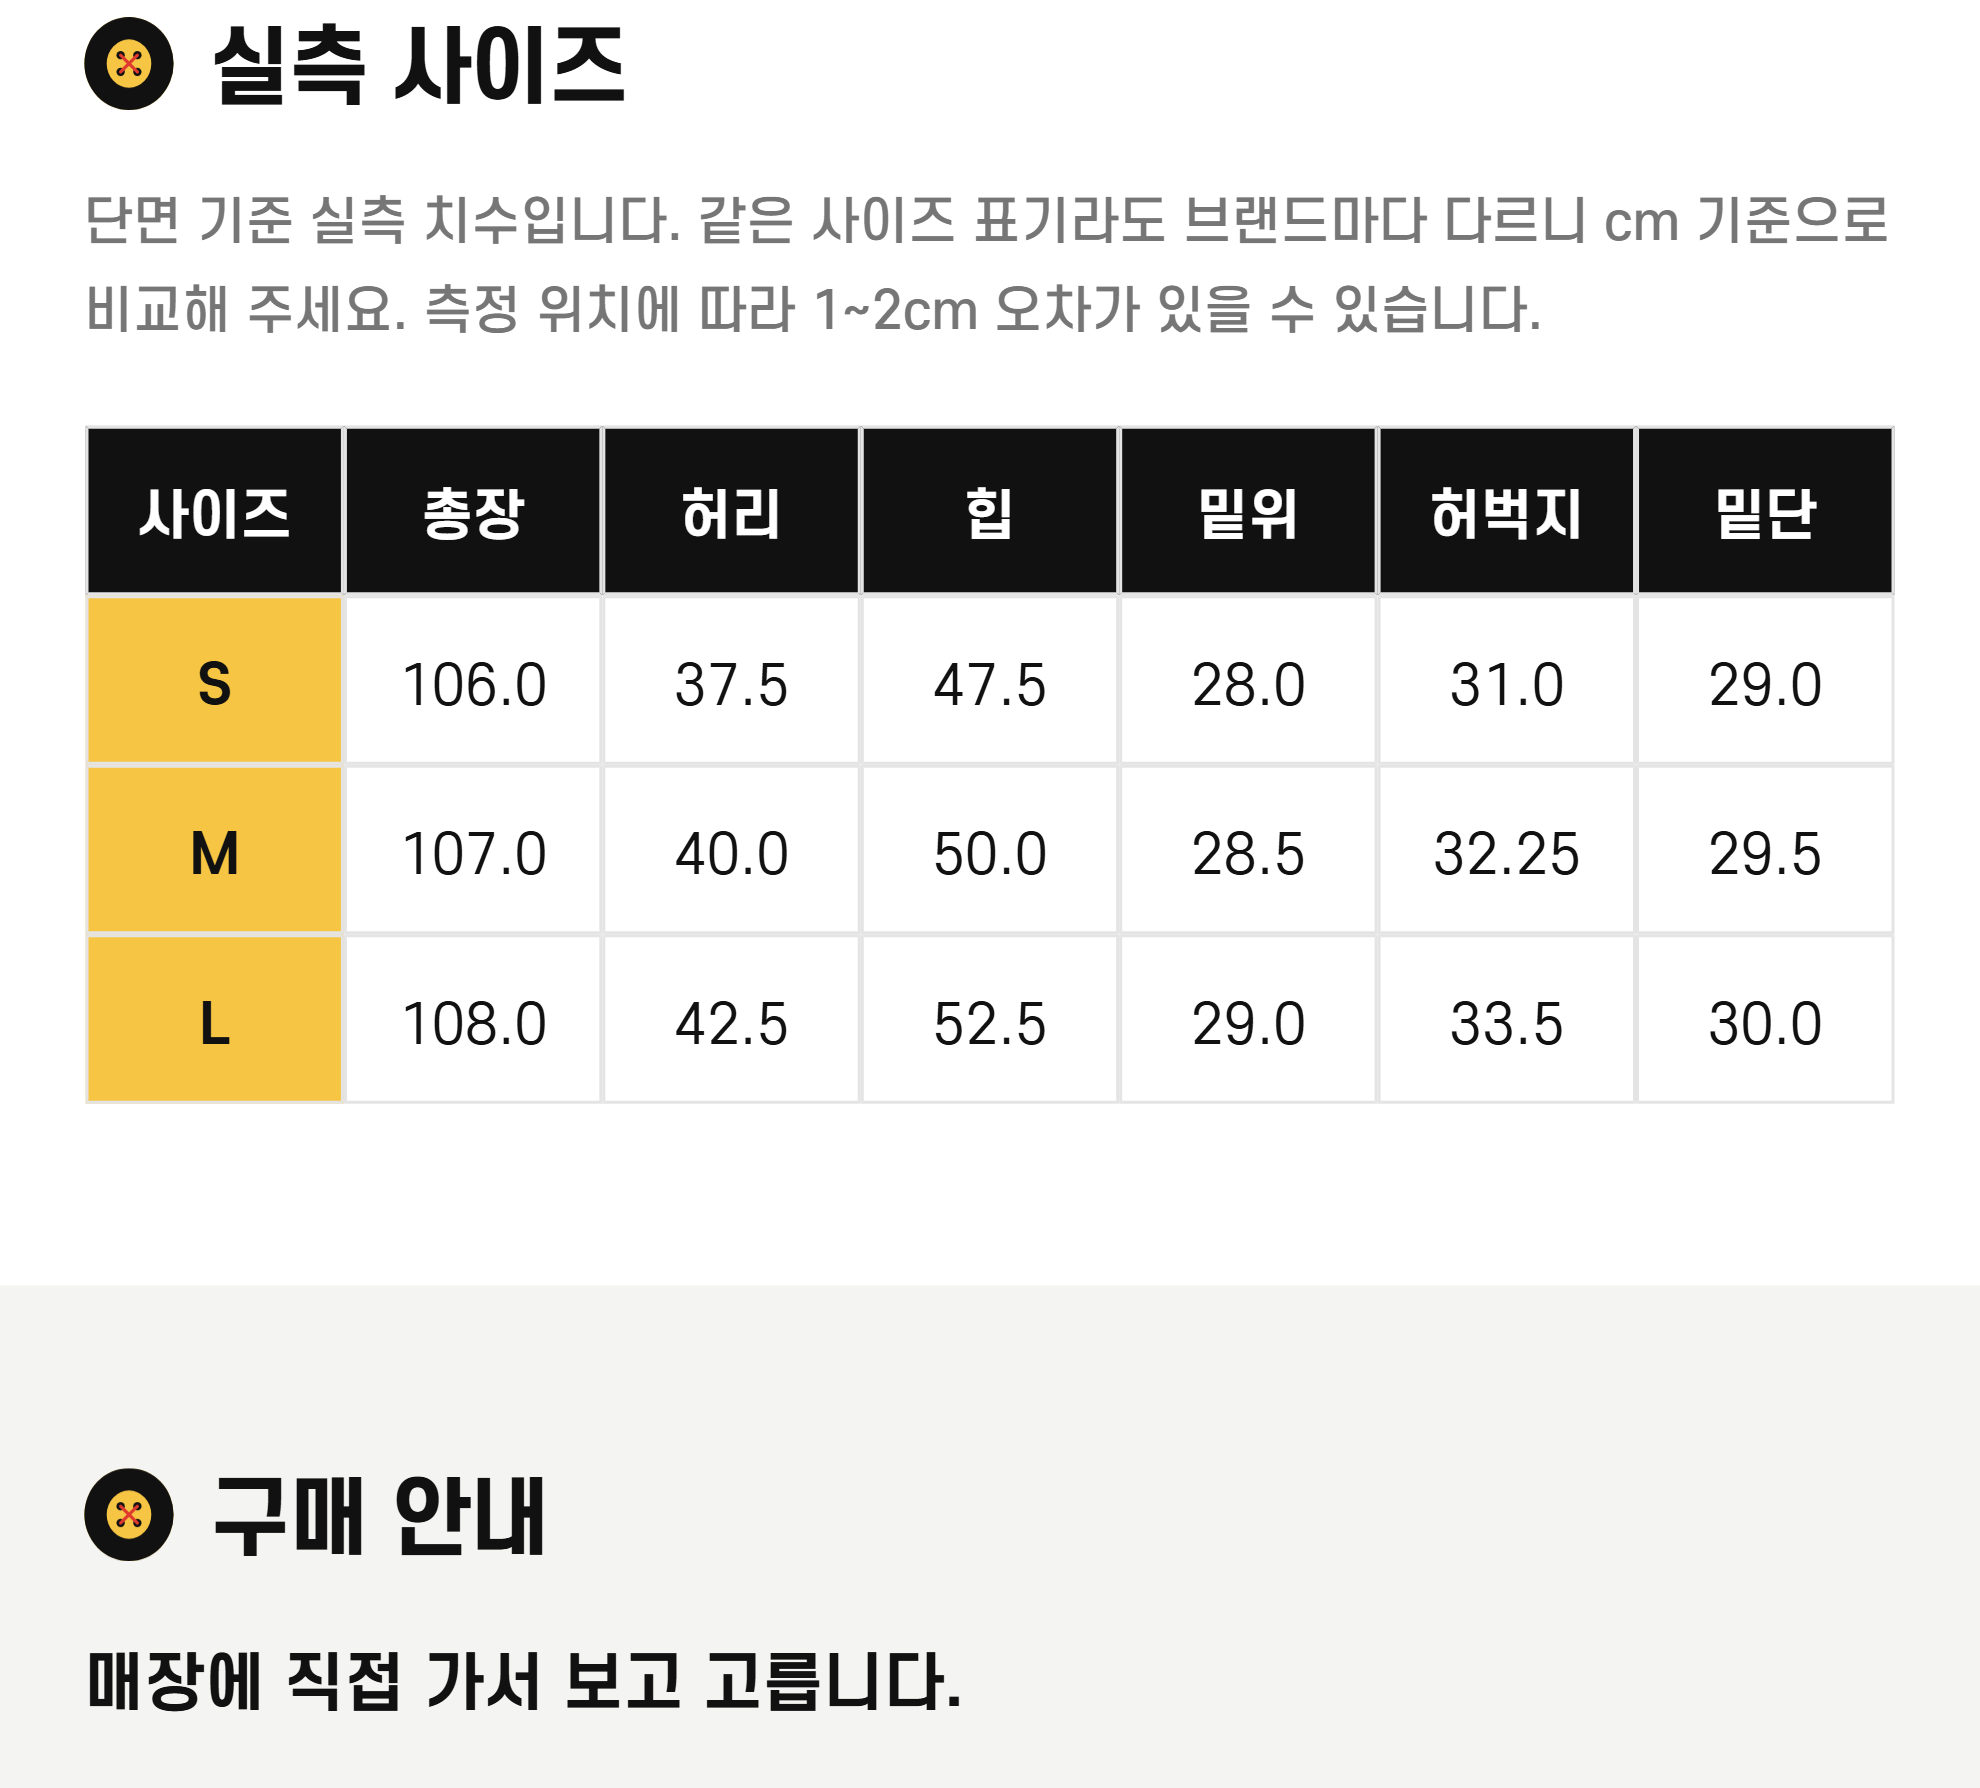 실측 사이즈
단면 기준 실측 치수입니다. 같은 사이즈 표기라도 브랜드마다 다르니 cm 기준으로
비교해 주세요. 측정 위치에 따라 1~2cm 오차가 있을 수 있습니다.
사이즈 총장 허리 힙 밑위 허벅지 밑단
S 106.0 37.5 47.5 28.0 31.0 29.0
M 107.0 40.0 50.0 28.5 32.25 29.5
L 108.0 42.5 52.5 29.0 33.5 30.0
구매 안내
매장에 직접 가서 보고 고릅니다.